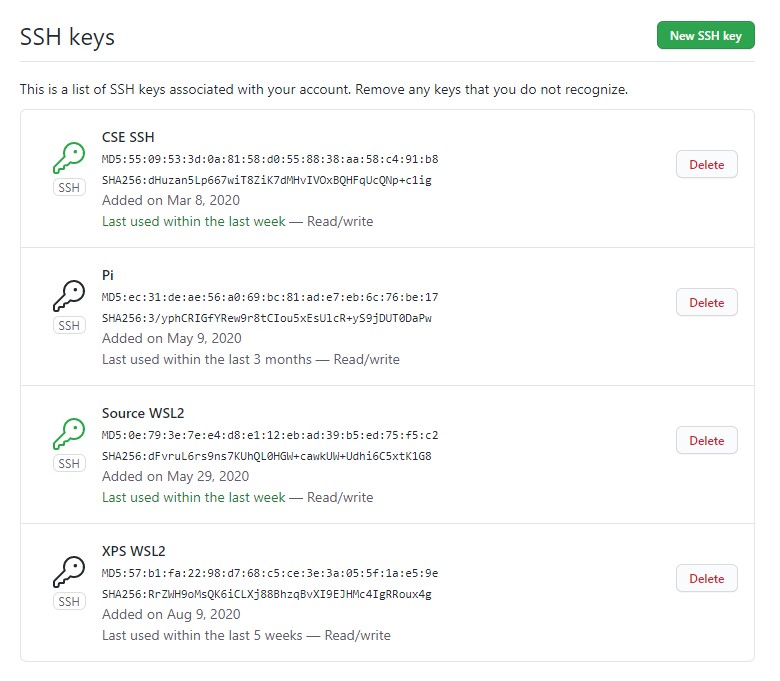 SSH keys
New SSH key
This is a list of SSH keys associated with your account. Remove any keys that you do not recognize.
CSE SSH
MD5:55:09:53:3d:0a:81:58:d0:55:88:38:aa:58:c4:91:b8
SHA256:dHuzan5Lp667wiT8ZiK7dMHvIVOxBQHFqUcQNp+c1ig
Added on Mar 8, 2020
Last used within the last week — Read/write
SSH
Delete
Pi
MD5:ec:31:de:ae:56:a0:69:bc:81:ad:e7:eb:6c:76:be:17
SHA256:3/yphCRIGfYRew9r8tCIou5xEsUlcR+yS9jDUT0DaPw
Added on May 9, 2020
Last used within the last 3 months — Read/write
SSH
Delete
Source WSL2
MD5:0e:79:3e:7e:e4:d8:e1:12:eb:ad:39:b5:ed:75:f5:c2
SHA256:dFvruL6rs9ns7KUhQL0HGW+cawkUW+Udhi6C5xtK1G8
Added on May 29, 2020
Last used within the last week — Read/write
SSH
Delete
XPS WSL2
MD5:57:b1:fa:22:98:d7:68:c5:ce:3e:3a:05:5f:1a:e5:9e
SHA256:RrZWH9oMsQK6iCLXj88BhzqBvXI9EJHMc4IgRRoux4g
Added on Aug 9, 2020
Last used within the last 5 weeks — Read/write
SSH
Delete